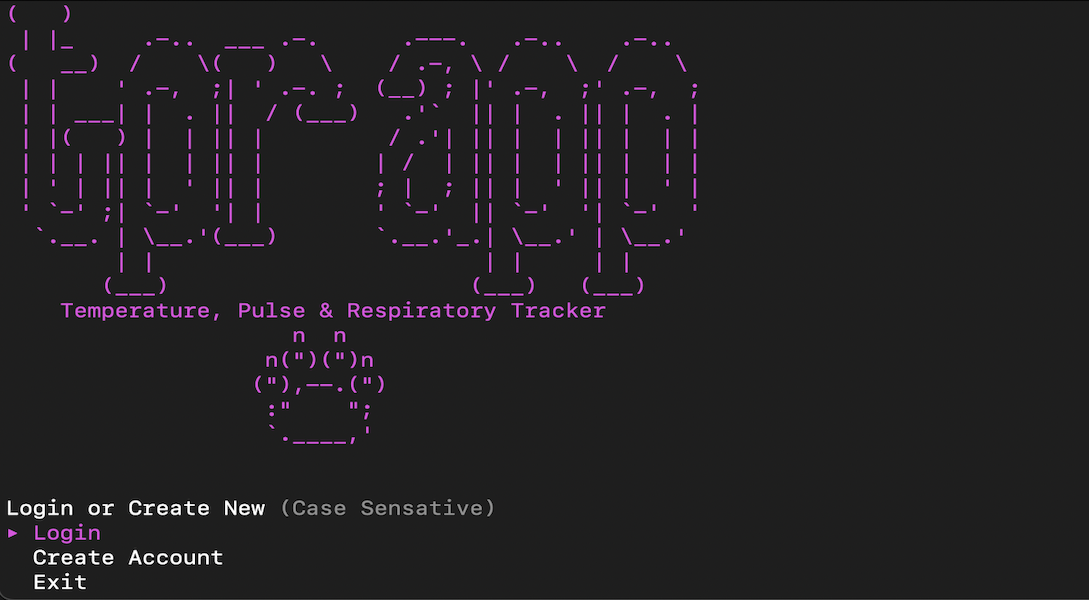 tpr app
Temperature, Pulse & Respiratory Tracker
Login or Create New (Case Sensative)
▸ Login
Create Account
Exit